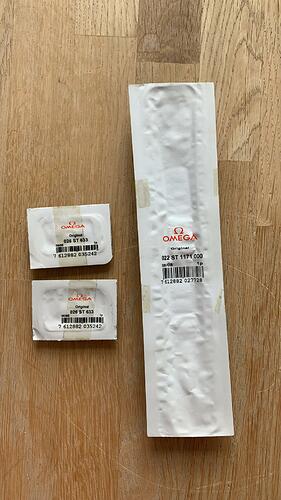 Ω
OMEGA
Original
026 ST 633
7 612882 035242
Ω
OMEGA
Original
026 ST 633
7 612882 035242
Ω
OMEGA
Original
022 ST 1171 000
1 p
7 612882 027728